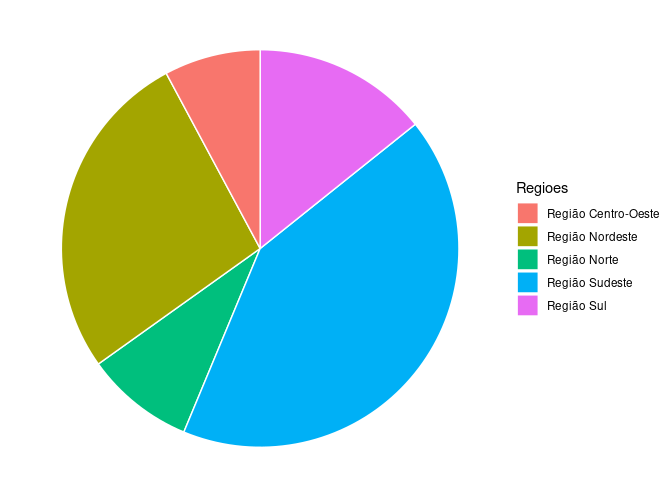 Regioes
Região Centro-Oeste
Região Nordeste
Região Norte
Região Sudeste
Região Sul